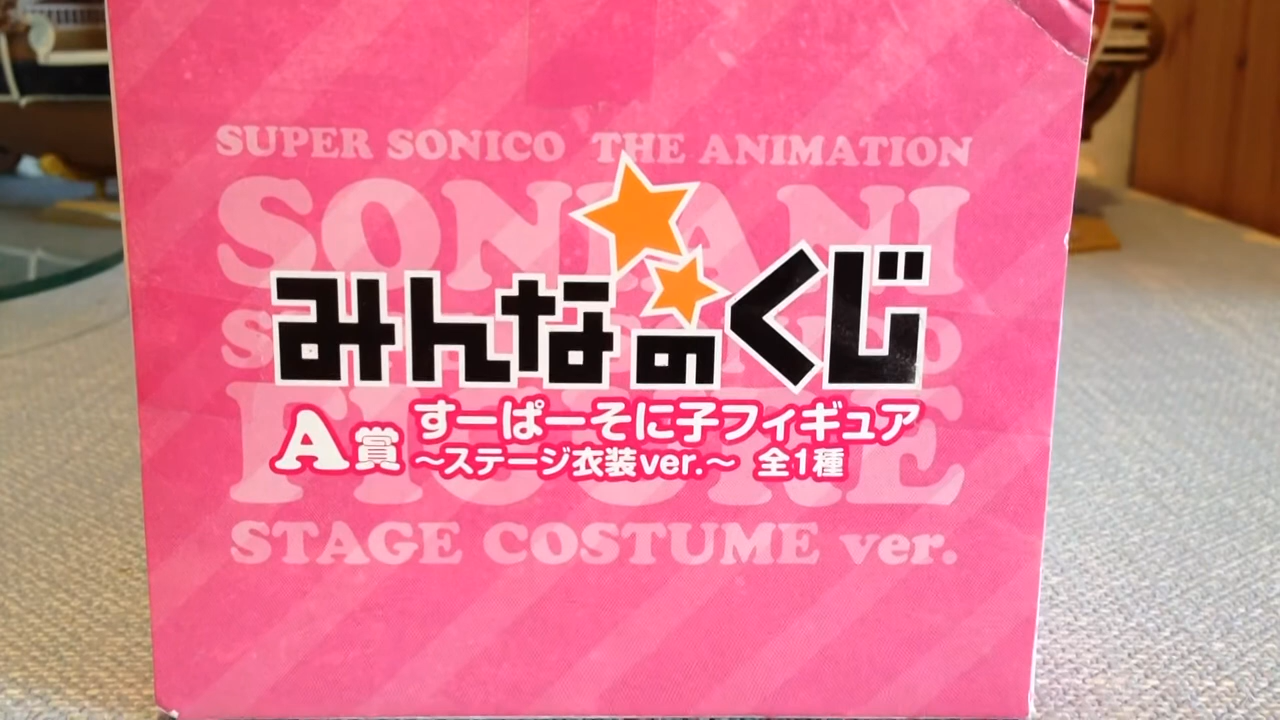 SUPER SONICO THE ANIMATION
SONIANI
みんなのくじ
FIGURE
A賞
すーぱーそに子フィギュア
〜ステージ衣装ver.〜 全1種
STAGE COSTUME ver.